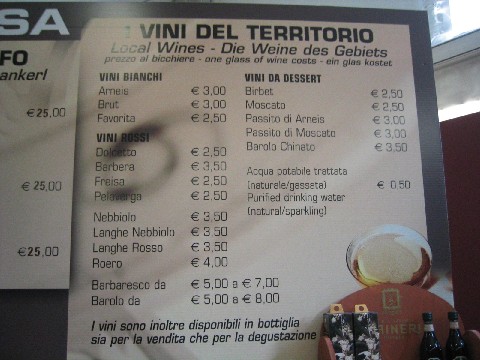 SA
FO
ankerl
€ 25,00
€ 25,00
€ 25,00
I VINI DEL TERRITORIO
Local Wines - Die Weine des Gebiets
prezzo al bicchiere - one glass of wine costs - ein glas kostet
VINI BIANCHI
Arneis € 3,00
Brut € 3,00
Favorita € 2,50
VINI ROSSI
Dolcetto € 2,50
Barbera € 3,50
Freisa € 2,50
Pelaverga € 2,50
Nebbiolo € 3,50
Langhe Nebbiolo € 3,50
Langhe Rosso € 3,50
Roero € 4,00
Barbaresco da € 5,00 a € 7,00
Barolo da € 5,00 a € 8,00
VINI DA DESSERT
Birbet € 2,50
Moscato € 2,50
Passito di Arneis € 3,00
Passito di Moscato € 3,00
Barolo Chinato € 3,50
Acqua potabile trattata
(naturale/gassata) € 0,50
Purified drinking water
(natural/sparkling)
I vini sono inoltre disponibili in bottiglia
sia per la vendita che per la degustazione